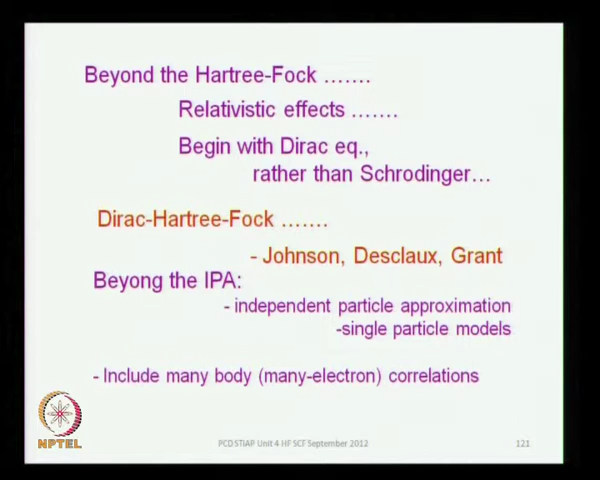 Beyond the Hartree-Fock …….
Relativistic effects …….
Begin with Dirac eq.,
rather than Schrodinger…
Dirac-Hartree-Fock …….
- Johnson, Desclaux, Grant
Beyong the IPA:
- independent particle approximation
-single particle models
- Include many body (many-electron) correlations
NPTEL
PCD STIAP Unit 4 HF SCF September 2012
121